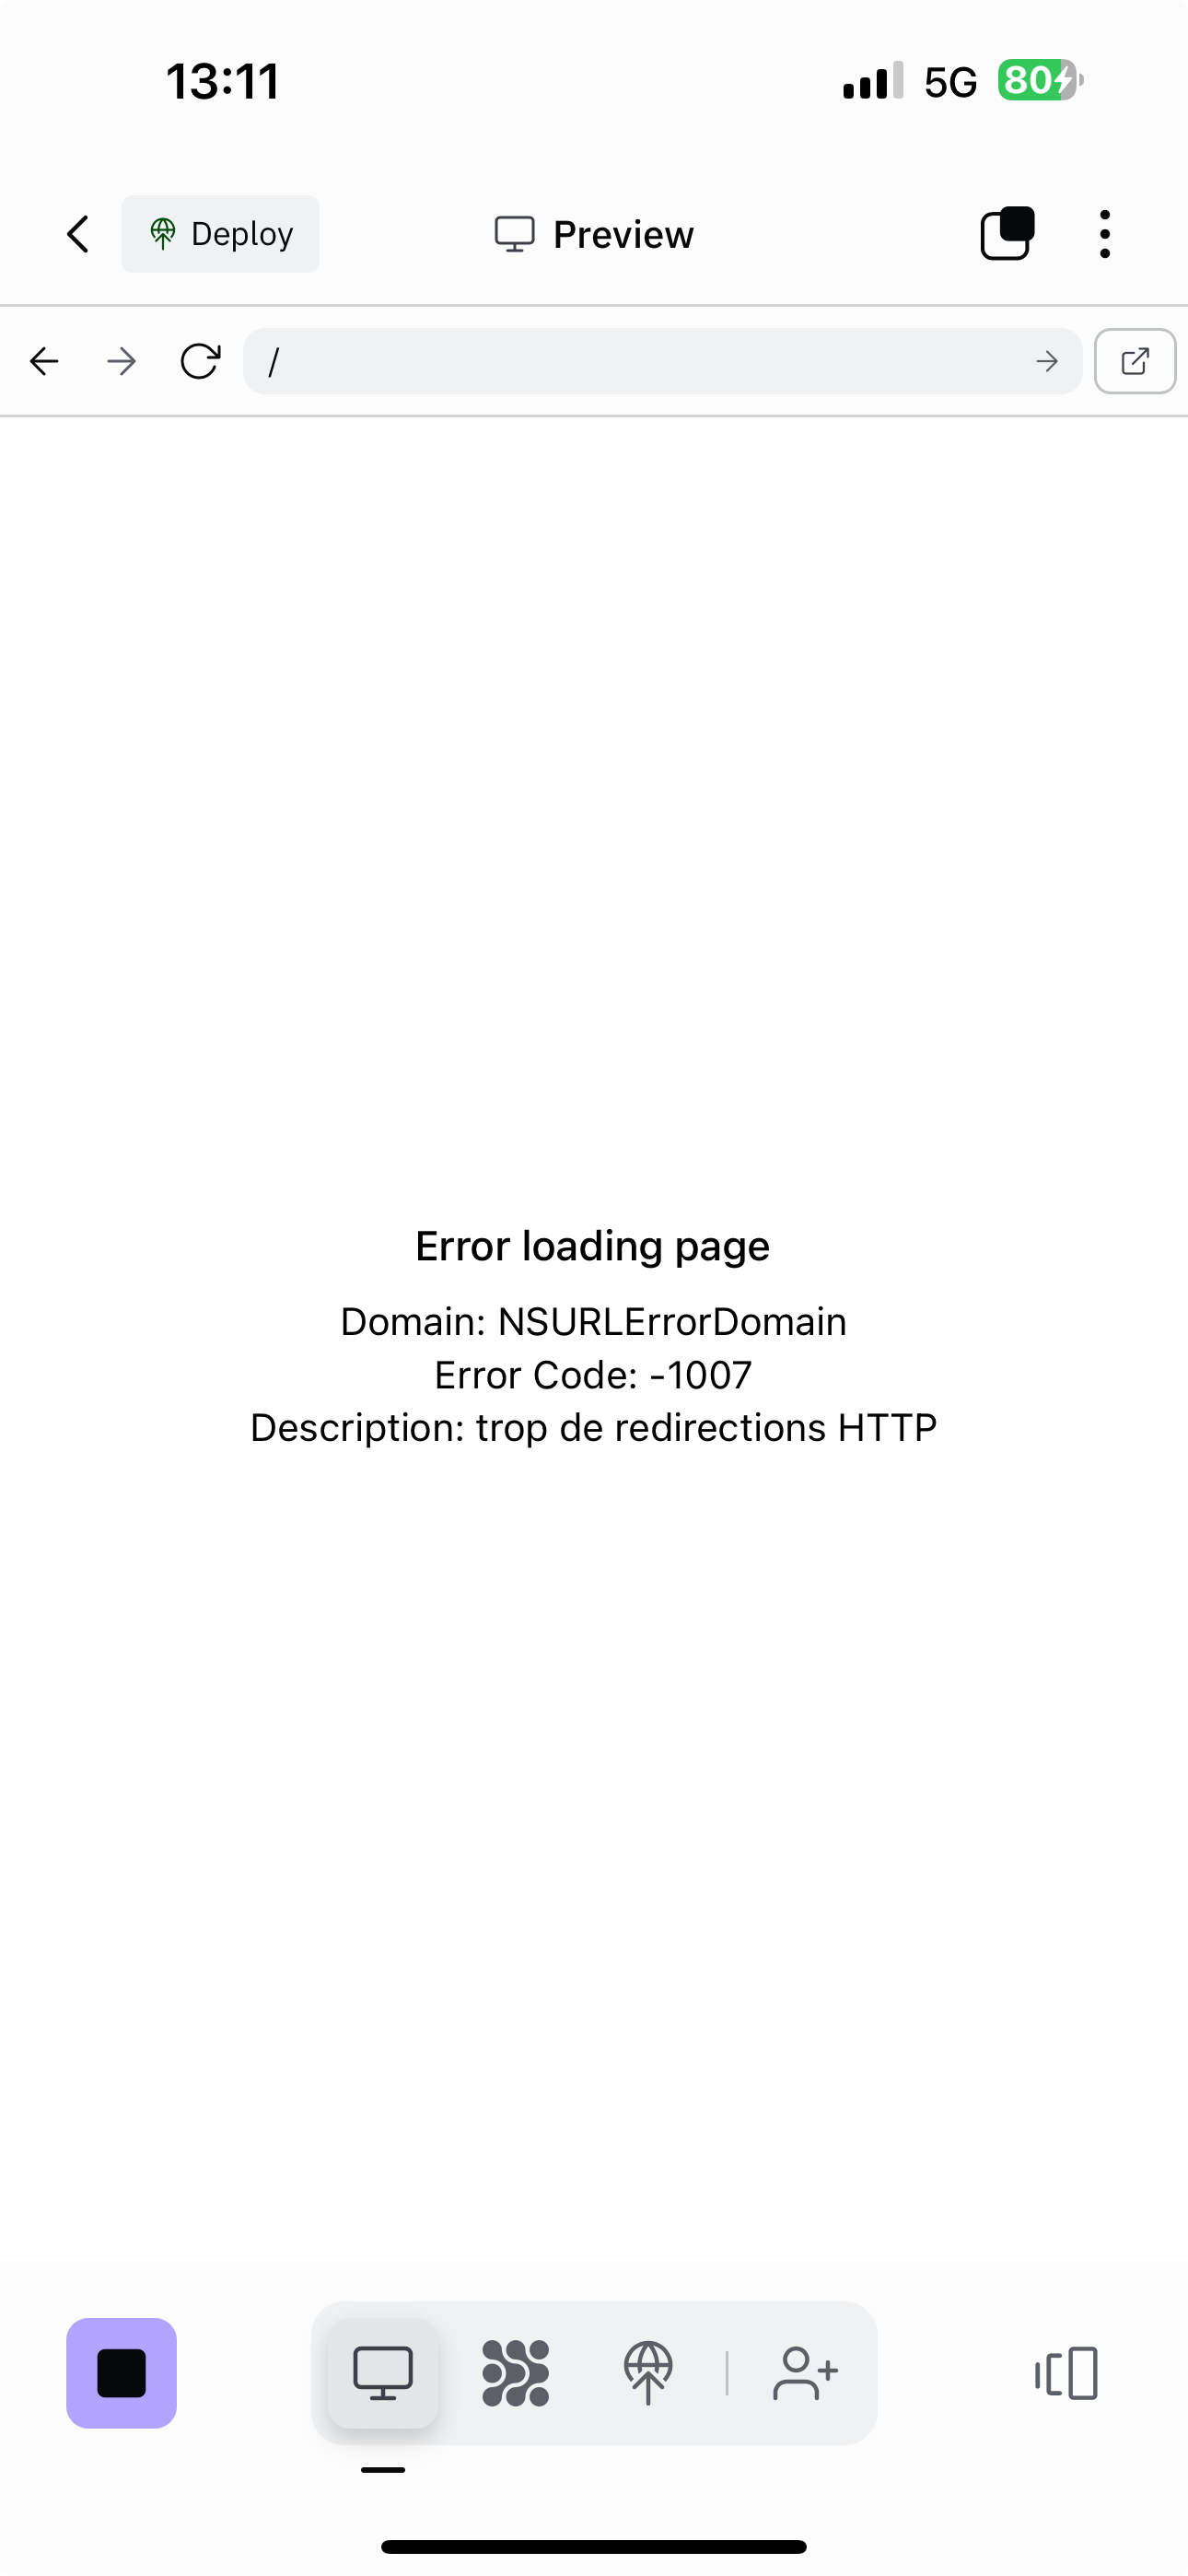 13:11
5G
80
Deploy
Preview
/
Error loading page
Domain: NSURLErrorDomain
Error Code: -1007
Description: trop de redirections HTTP